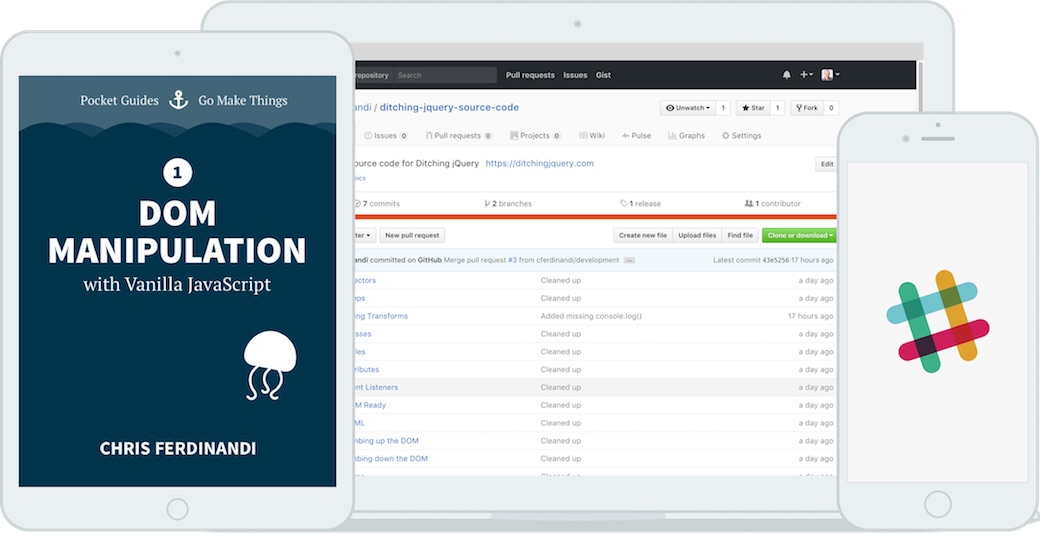 Pocket Guides Go Make Things
1
DOM
MANIPULATION
with Vanilla JavaScript
CHRIS FERDINANDI
repository Search Pull requests Issues Gist
andi / ditching-jquery-source-code Unwatch 1 Star 1 Fork 0
Issues 0 Pull requests 0 Projects 0 Wiki Pulse Graphs Settings
ource code for Ditching jQuery https://ditchingjquery.com Edit
ics
7 commits 2 branches 1 release 1 contributor
ter New pull request Create new file Upload files Find file Clone or download
andi committed on GitHub Merge pull request #3 from cferdinandi/development ... Latest commit 43e5256 17 hours ago
ectors Cleaned up a day ago
ops Cleaned up a day ago
ing Transforms Added missing console.log() 17 hours ago
sses Cleaned up a day ago
les Cleaned up a day ago
ributes Cleaned up a day ago
ent Listeners Cleaned up a day ago
M Ready Cleaned up a day ago
ML Cleaned up a day ago
mbing up the DOM Cleaned up a day ago
mbing down the DOM Cleaned up a day ago